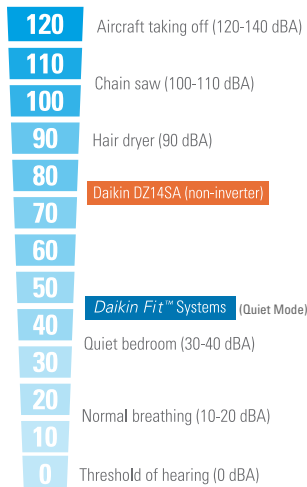 120 Aircraft taking off (120-140 dBA)
110
Chain saw (100-110 dBA)
100
90 Hair dryer (90 dBA)
80
Daikin DZ14SA (non-inverter)
70
60
50
Daikin Fit™ Systems (Quiet Mode)
40
Quiet bedroom (30-40 dBA)
30
20
Normal breathing (10-20 dBA)
10
0 Threshold of hearing (0 dBA)